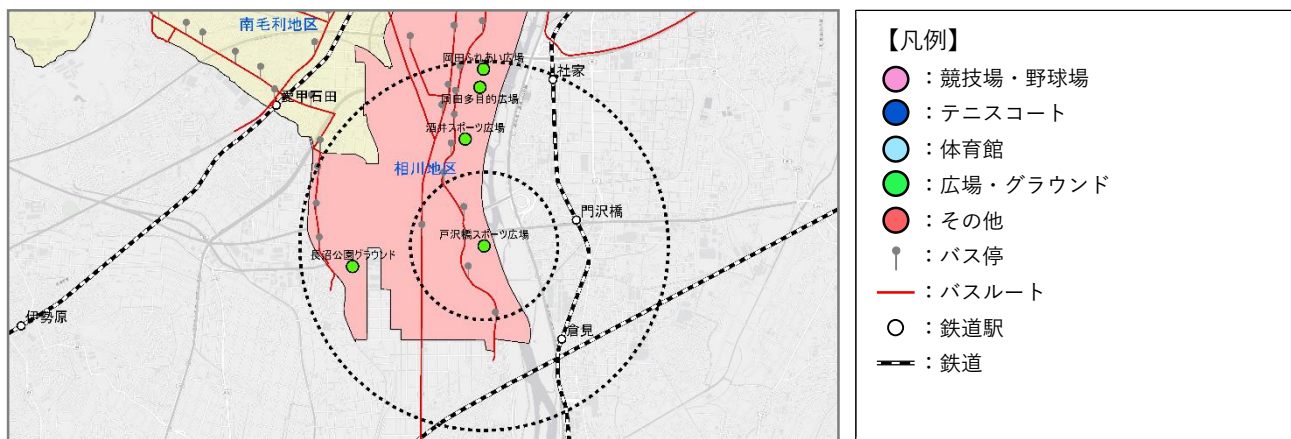 南毛利地区
岡田ふれあい広場
社家
岡田多目的広場
愛甲石田
酒井スポーツ広場
相川地区
門沢橋
戸沢橋スポーツ広場
長沼公園グラウンド
伊勢原
倉見
【凡例】
：競技場・野球場
：テニスコート
：体育館
：広場・グラウンド
：その他
：バス停
：バスルート
：鉄道駅
：鉄道